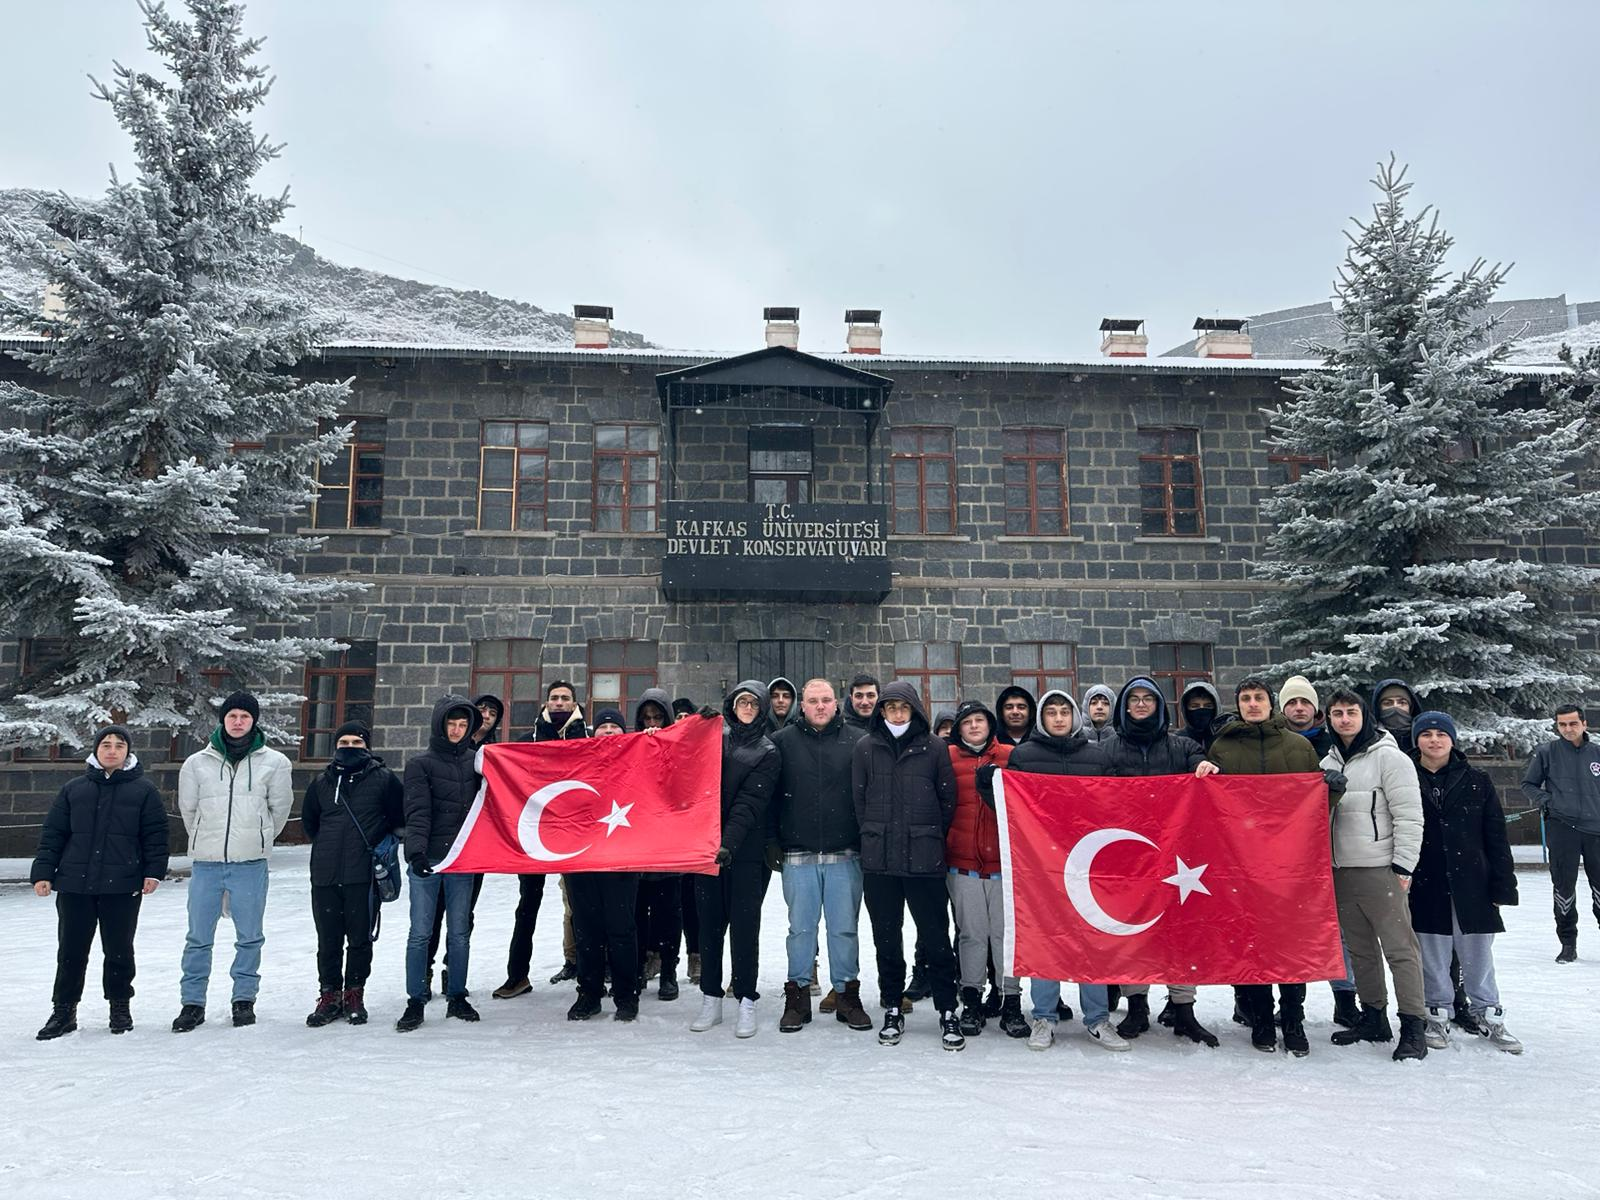 T.C.
KAFKAS ÜNİVERSİTESİ
DEVLET.KONSERVATUVARI